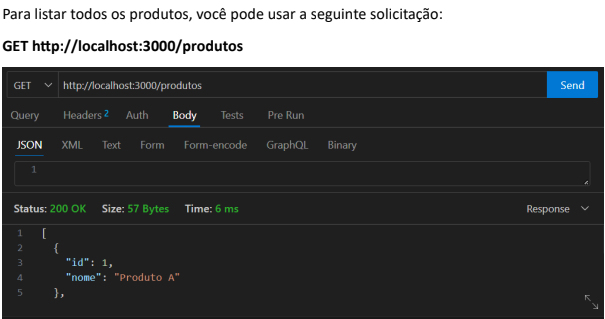 Para listar todos os produtos, você pode usar a seguinte solicitação:
GET http://localhost:3000/produtos
GET http://localhost:3000/produtos Send
Query Headers 2 Auth Body Tests Pre Run
JSON XML Text Form Form-encode GraphQL Binary
1
Status: 200 OK Size: 57 Bytes Time: 6 ms Response
1 [
2 {
3 "id": 1,
4 "nome": "Produto A"
5 },